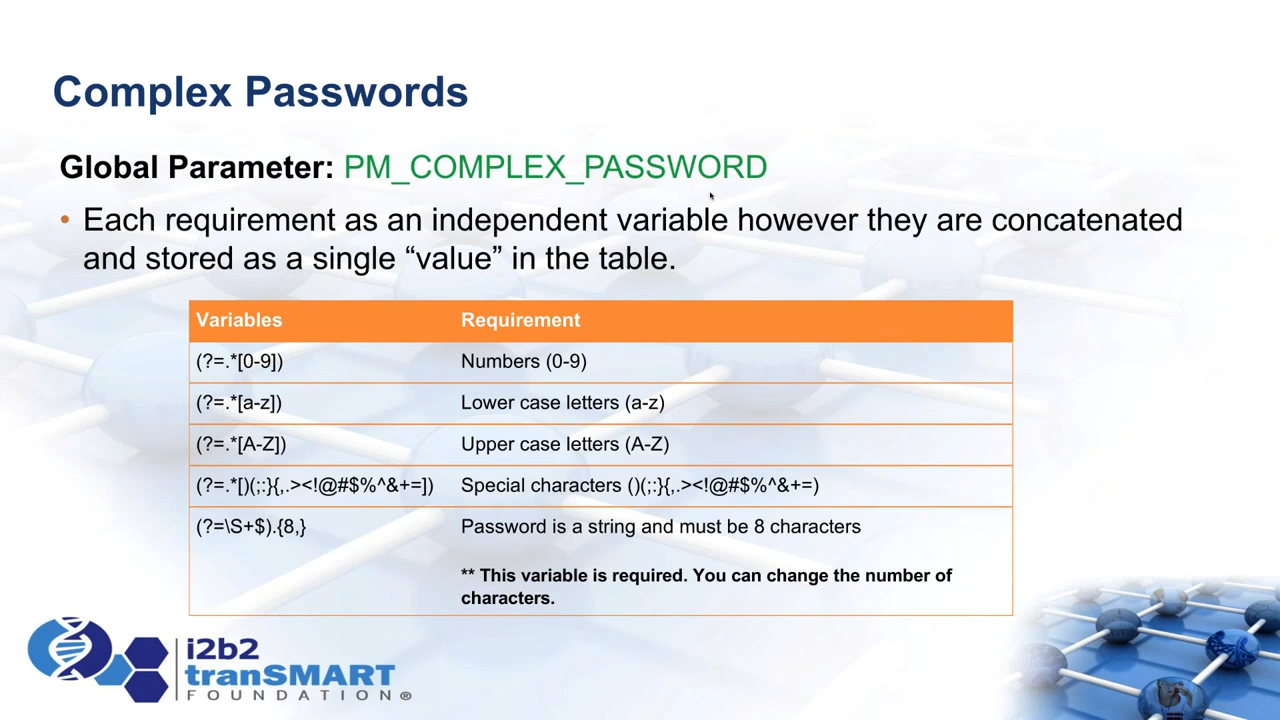 Complex Passwords
Global Parameter: PM_COMPLEX_PASSWORD
• Each requirement as an independent variable however they are concatenated
and stored as a single “value” in the table.
Variables Requirement
(?=.*[0-9]) Numbers (0-9)
(?=.*[a-z]) Lower case letters (a-z)
(?=.*[A-Z]) Upper case letters (A-Z)
(?=.*[)(;:}{,.><!@#$%^&+=]) Special characters ()(;:}{,.><!@#$%^&+=)
(?=\S+$).{8,} Password is a string and must be 8 characters
** This variable is required. You can change the number of
characters.
i2b2
tranSMART
FOUNDATION®